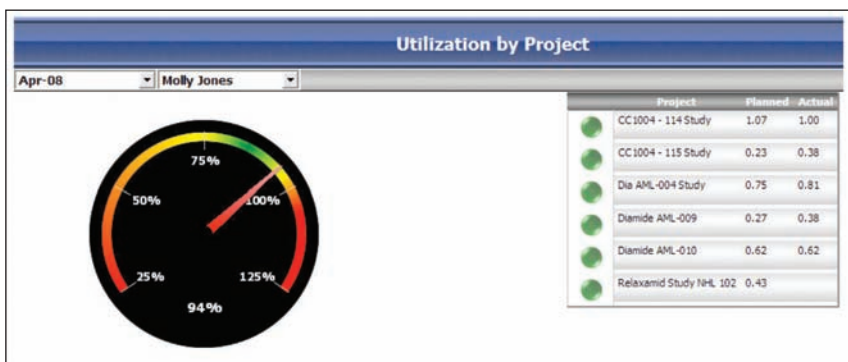 Utilization by Project
Apr-08 Molly Jones
Project Planned Actual
CC1004 - 114 Study 1.07 1.00
CC1004 - 115 Study 0.23 0.38
Dia AML-004 Study 0.75 0.81
Diamide AML-009 0.27 0.38
Diamide AML-010 0.62 0.62
Relaxamid Study NHL 102 0.43
75%
50% 100%
25% 125%
94%